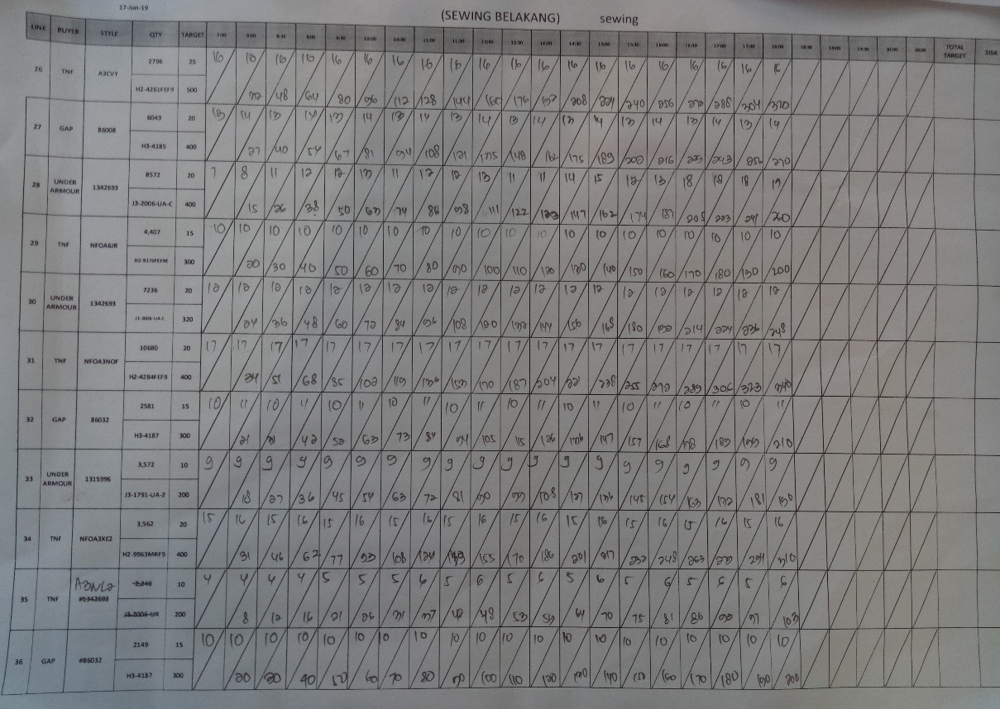 17-Jun-19
(SEWING BELAKANG) sewing
LINE BUYER STYLE QTY TARGET 7:30 8:00 8:30 9:00 9:30 10:00 10:30 11:00 11:30 13:30 14:00 14:30 15:00 15:30 16:00 16:30 17:00 17:30 18:00 18:30 19:00 19:30 20:00 20:30 TOTAL TARGET SISA
26 TNF A3CVY 2796 25 16 16 16 16 16 16 16 16 16 16 16 16 16 16 16 16 16 16 16
H2-4261FEF9 500 32 48 64 80 96 112 128 144 160 176 192 208 224 240 256 272 288 304 320
27 GAP 86008 6043 20 13 14 13 14 13 14 13 14 13 14 13 14 13 14 13 14 13 14 13 14
H3-4185 400 27 40 54 67 81 94 108 121 135 148 162 175 189 202 216 229 243 256 270
28 UNDER ARMOUR 1342693 8572 20 7 8 11 12 12 13 11 12 12 13 11 11 14 15 12 13 18 18 18 19
J3-2006-UA-C 400 15 26 38 50 63 74 86 98 111 122 133 147 162 174 187 205 223 241 260
29 TNF NFOA6JR 4,407 15 10 10 10 10 10 10 10 10 10 10 10 10 10 10 10 10 10 10 10 10
300 20 30 40 50 60 70 80 90 100 110 120 130 140 150 160 170 180 190 200
30 UNDER ARMOUR 1342693 7236 20 12 12 12 12 12 12 12 12 12 12 12 12 12 12 12 12 12 12 12 12
J3-2006-UA-C 320 24 36 48 60 72 84 96 108 120 132 144 156 168 180 214 224 236 248
31 TNF NFOA3NOF 10680 20 17 17 17 17 17 17 17 17 17 17 17 17 17 17 17 17 17 17 17 17
H2-4284FEF9 400 34 51 68 85 102 119 136 153 170 187 204 221 238 255 272 289 306 323 340
32 GAP 86032 2581 15 10 11 10 11 10 11 10 11 10 11 10 11 10 11 10 11 10 11 10 11
H3-4187 300 21 31 42 52 63 73 84 94 105 115 126 136 147 157 168 178 189 199 210
33 UNDER ARMOUR 1315996 3,572 10 9 9 9 9 9 9 9 9 9 9 9 9 9 9 9 9 9 9 9 9
J3-1791-UA-2 200 18 27 36 45 54 63 72 81 90 99 108 127 136 145 154 163 172 181 190
34 TNF NFOA3XE2 3,562 20 15 16 15 16 15 16 15 16 15 16 15 16 15 16 15 16 15 16 15 16
H2-9963MRF9 400 31 46 62 77 93 108 124 139 155 170 186 201 217 232 248 263 279 294 310
35 TNF A3NL2 #1342693 2,240 10 4 4 4 4 5 5 5 6 5 6 5 6 5 6 5 6 5 6 5 6
J3-2006-UA 200 8 12 16 21 26 31 37 42 48 53 59 64 70 75 81 86 92 97 103
36 GAP #86032 2149 15 10 10 10 10 10 10 10 10 10 10 10 10 10 10 10 10 10 10 10 10
H3-4187 300 20 30 40 50 60 70 80 90 100 110 120 130 140 150 160 170 180 190 200